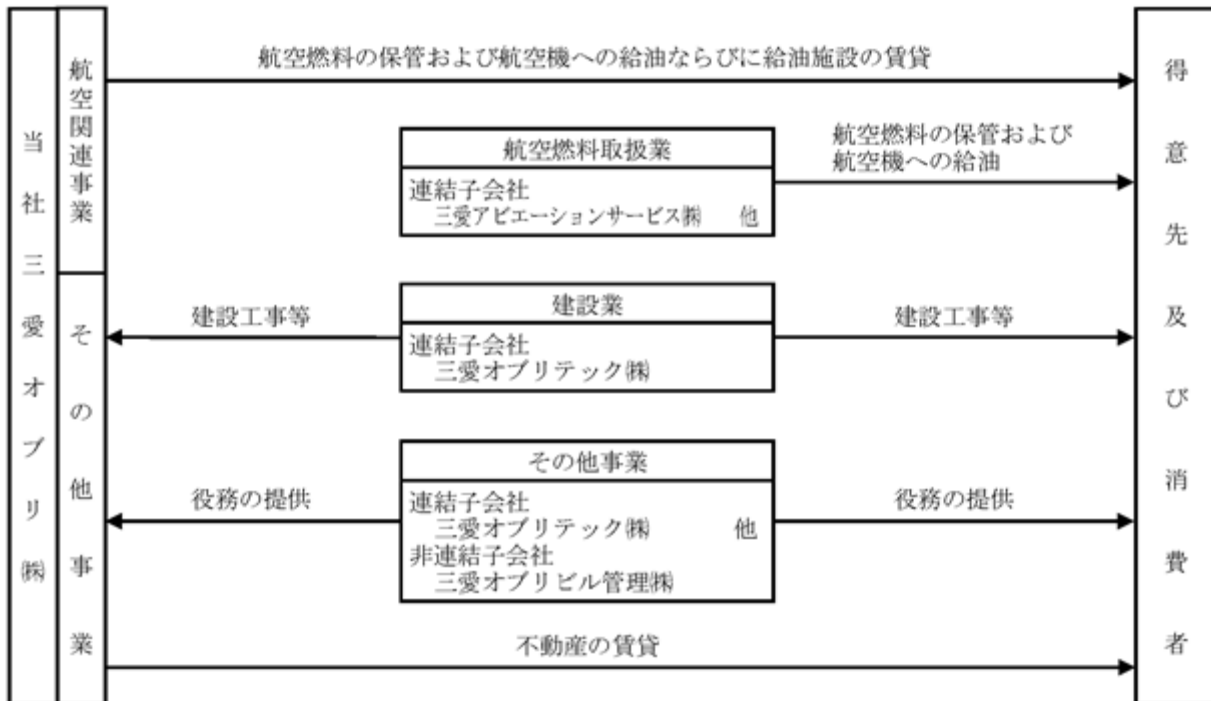 当社三愛オブリ㈱
航空関連事業
その他事業
航空燃料の保管および航空機への給油ならびに給油施設の賃貸
航空燃料取扱業
連結子会社
三愛アビエーションサービス㈱　他
航空燃料の保管および
航空機への給油
建設工事等
建設業
連結子会社
三愛オブリテック㈱
建設工事等
役務の提供
その他事業
連結子会社
三愛オブリテック㈱　他
非連結子会社
三愛オブリビル管理㈱
役務の提供
不動産の賃貸
得意先及び消費者